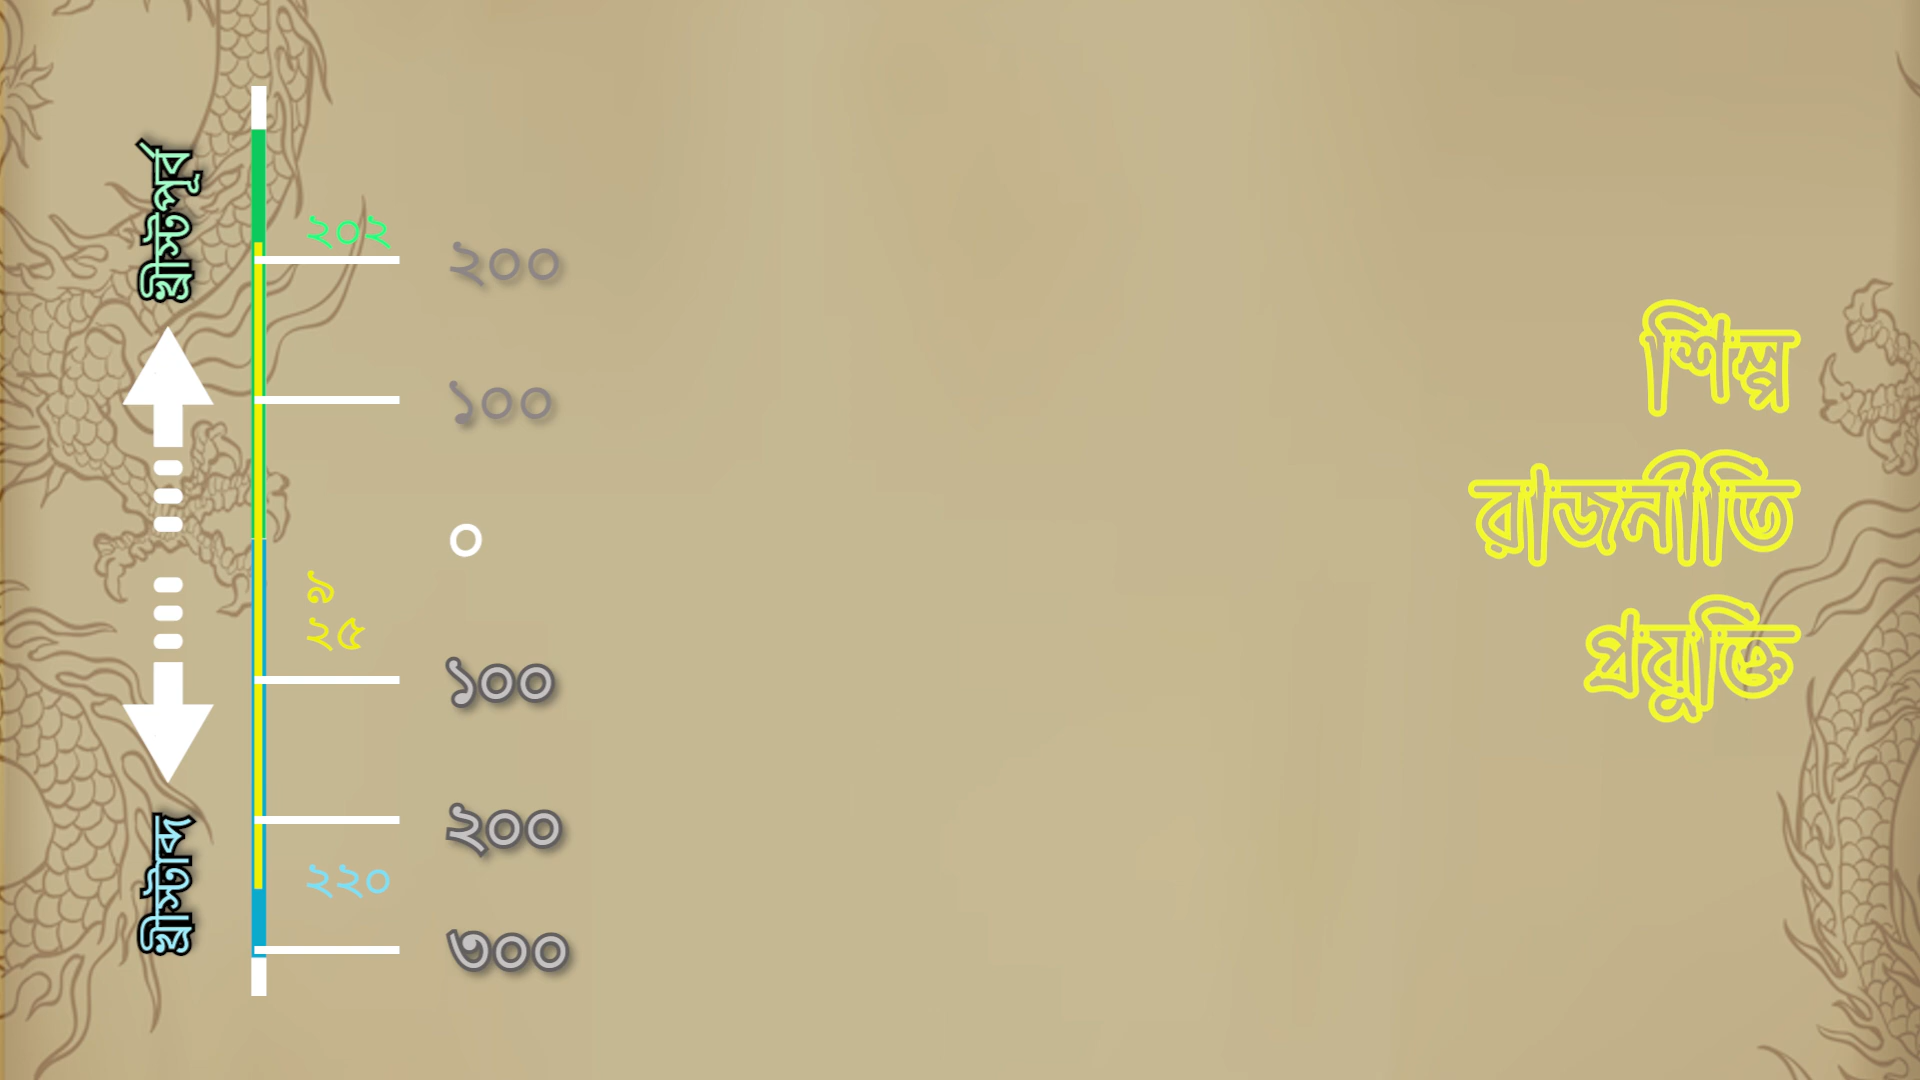 খ্রীস্টপূর্ব
২০২
২০০
১০০
০
৯
২৫
১০০
২০০
২২০
৩০০
খ্রীস্টাব্দ
শিল্প
রাজনীতি
প্রযুক্তি